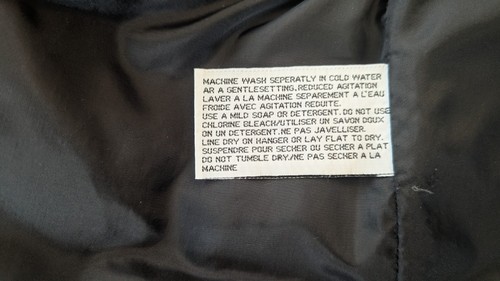 MACHINE WASH SEPERATLY IN COLD WATER
AR A GENTLESETTING,REDUCED AGITATION
LAVER A LA MACHINE SEPAREMENT A L'EAU
FROIDE AVEC AGITATION REDUITE.
USE A MILD SOAP OR DETERGENT. DO NOT USE
CHLORINE BLEACH/UTILISER UN SAVON DOUX
ON UN DETERGENT.NE PAS JAVELLISER.
LINE DRY ON HANGER OR LAY FLAT TO DRY.
SUSPENDRE POUR SECHER OU SECHER A PLAT
DO NOT TUMBLE DRY./NE PAS SECHER A LA
MACHINE